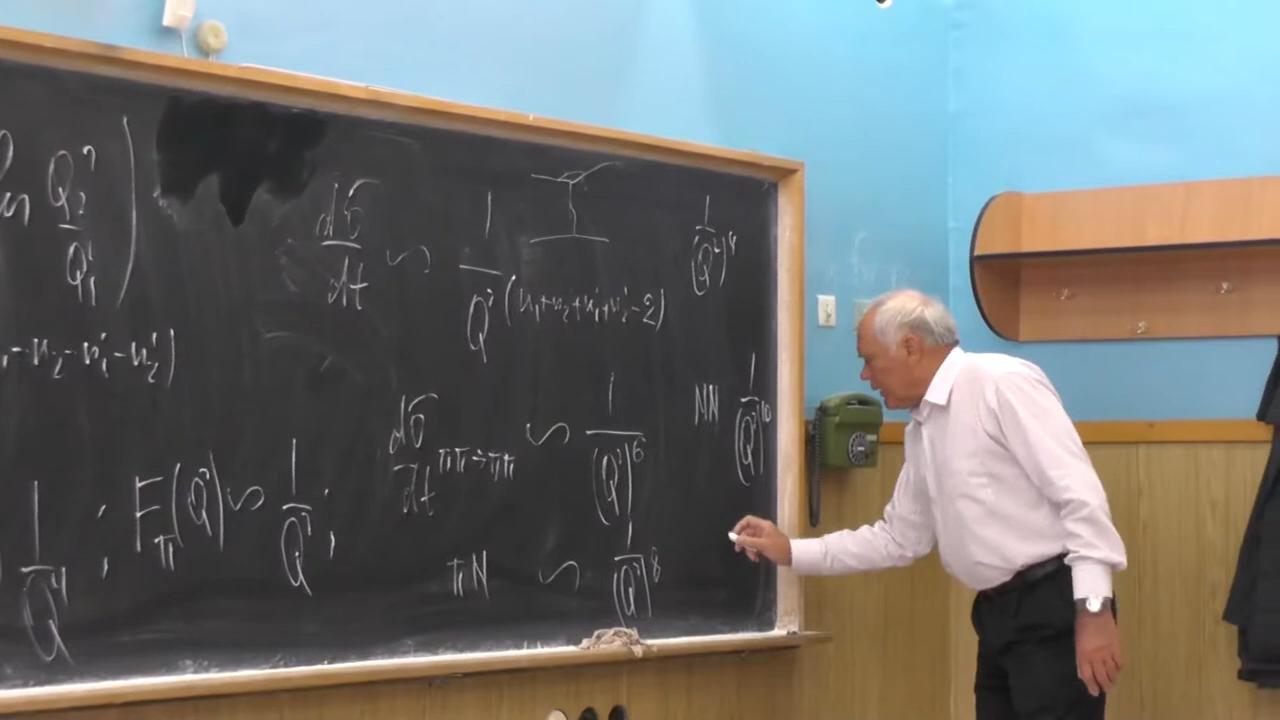 ln Q₂² / Q₁² )
dσ/dt ~ 1 / Q²(n₁+n₂+n₁'+n₂'-2)
1/(Q²)⁴
-n₂-n₁'-n₂')
dσ/dt ππ→ππ ~ 1/(Q²)⁶
NN 1/(Q²)¹⁰
1/Q⁴ ; F_π(Q²) ~ 1/Q² ;
πN ~ 1/(Q²)⁸